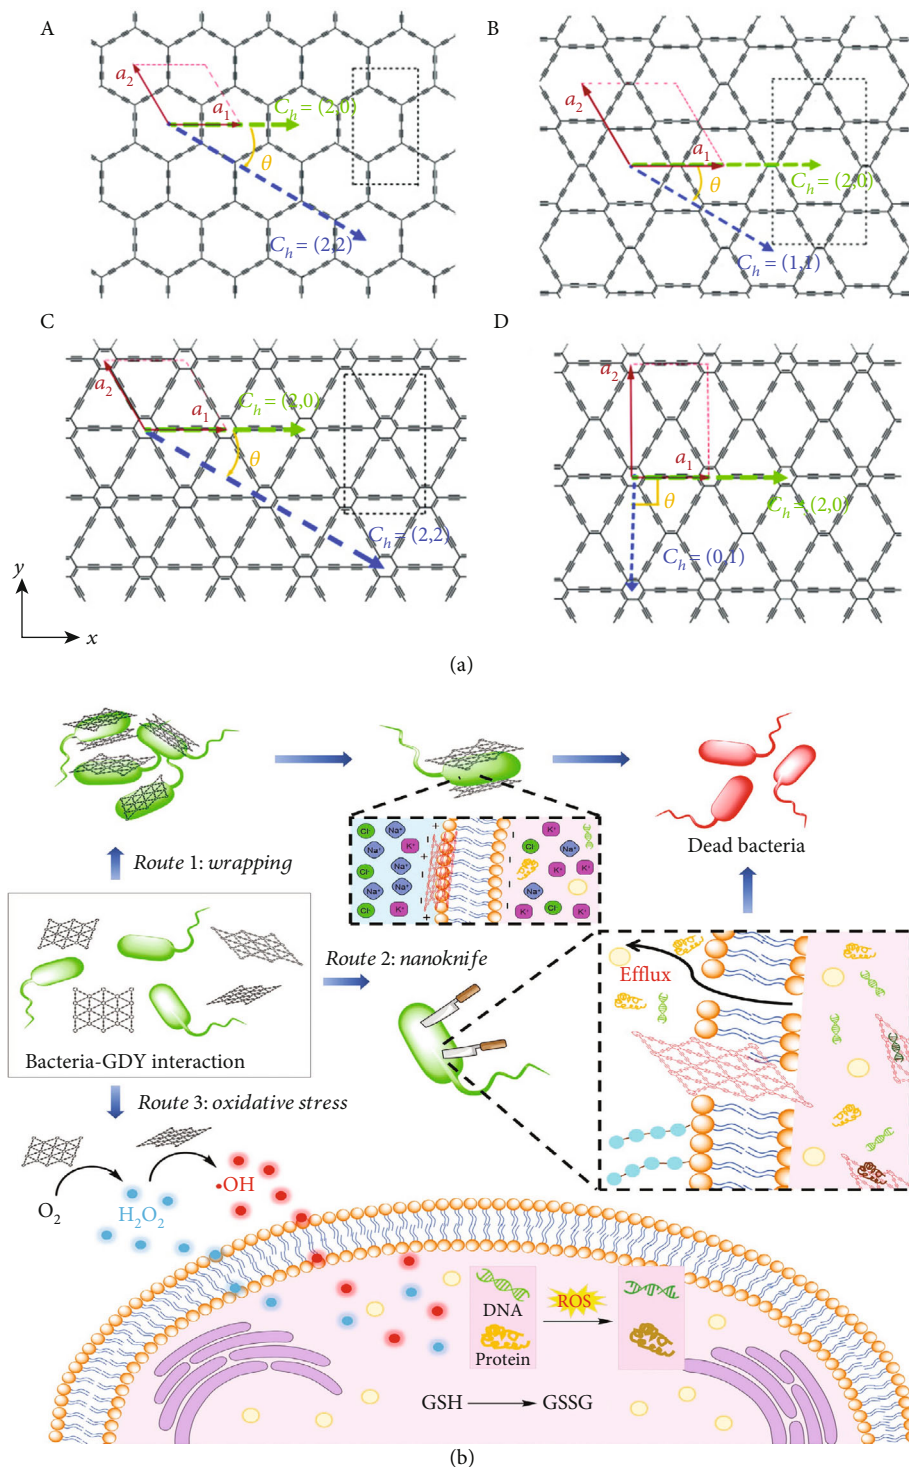 A
a₂
a₁
Cₕ = (2,0)
θ
Cₕ = (2,2)
B
a₂
a₁
θ
Cₕ = (2,0)
Cₕ = (1,1)
C
a₂
a₁
Cₕ = (2,0)
θ
Cₕ = (2,2)
D
a₂
a₁
θ
Cₕ = (2,0)
Cₕ = (0,1)
y
x
(a)
Route 1: wrapping
Cl⁻ Na⁺ K⁺
Dead bacteria
Route 2: nanoknife
Efflux
Bacteria-GDY interaction
Route 3: oxidative stress
O₂
H₂O₂
•OH
DNA
Protein
ROS
GSH
GSSG
(b)